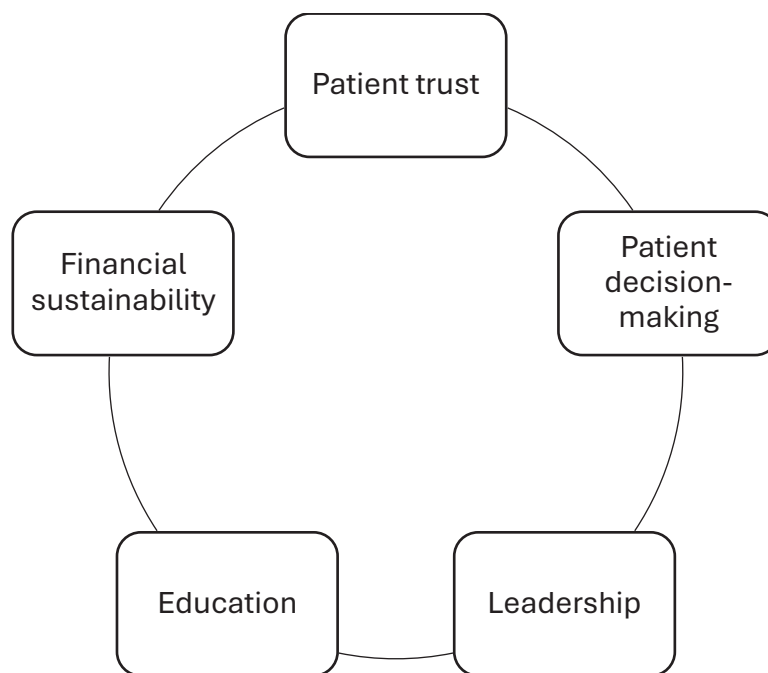 Patient trust
Patient
decision-
making
Leadership
Education
Financial
sustainability